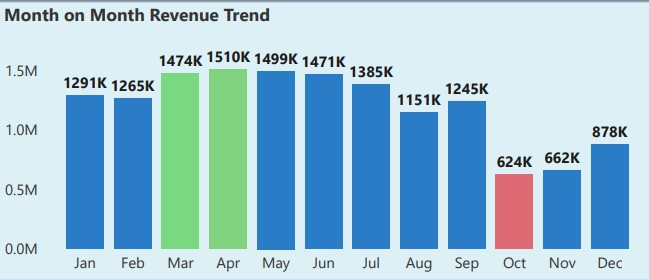 Month on Month Revenue Trend
1291K 1265K 1474K 1510K 1499K 1471K 1385K 1151K 1245K 624K 662K 878K
1.5M
1.0M
0.5M
0.0M
Jan Feb Mar Apr May Jun Jul Aug Sep Oct Nov Dec